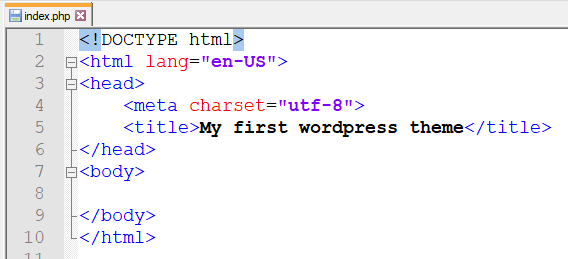 index.php
1 <!DOCTYPE html>
2 <html lang="en-US">
3 <head>
4 <meta charset="utf-8">
5 <title>My first wordpress theme</title>
6 </head>
7 <body>
8
9 </body>
10 </html>
11